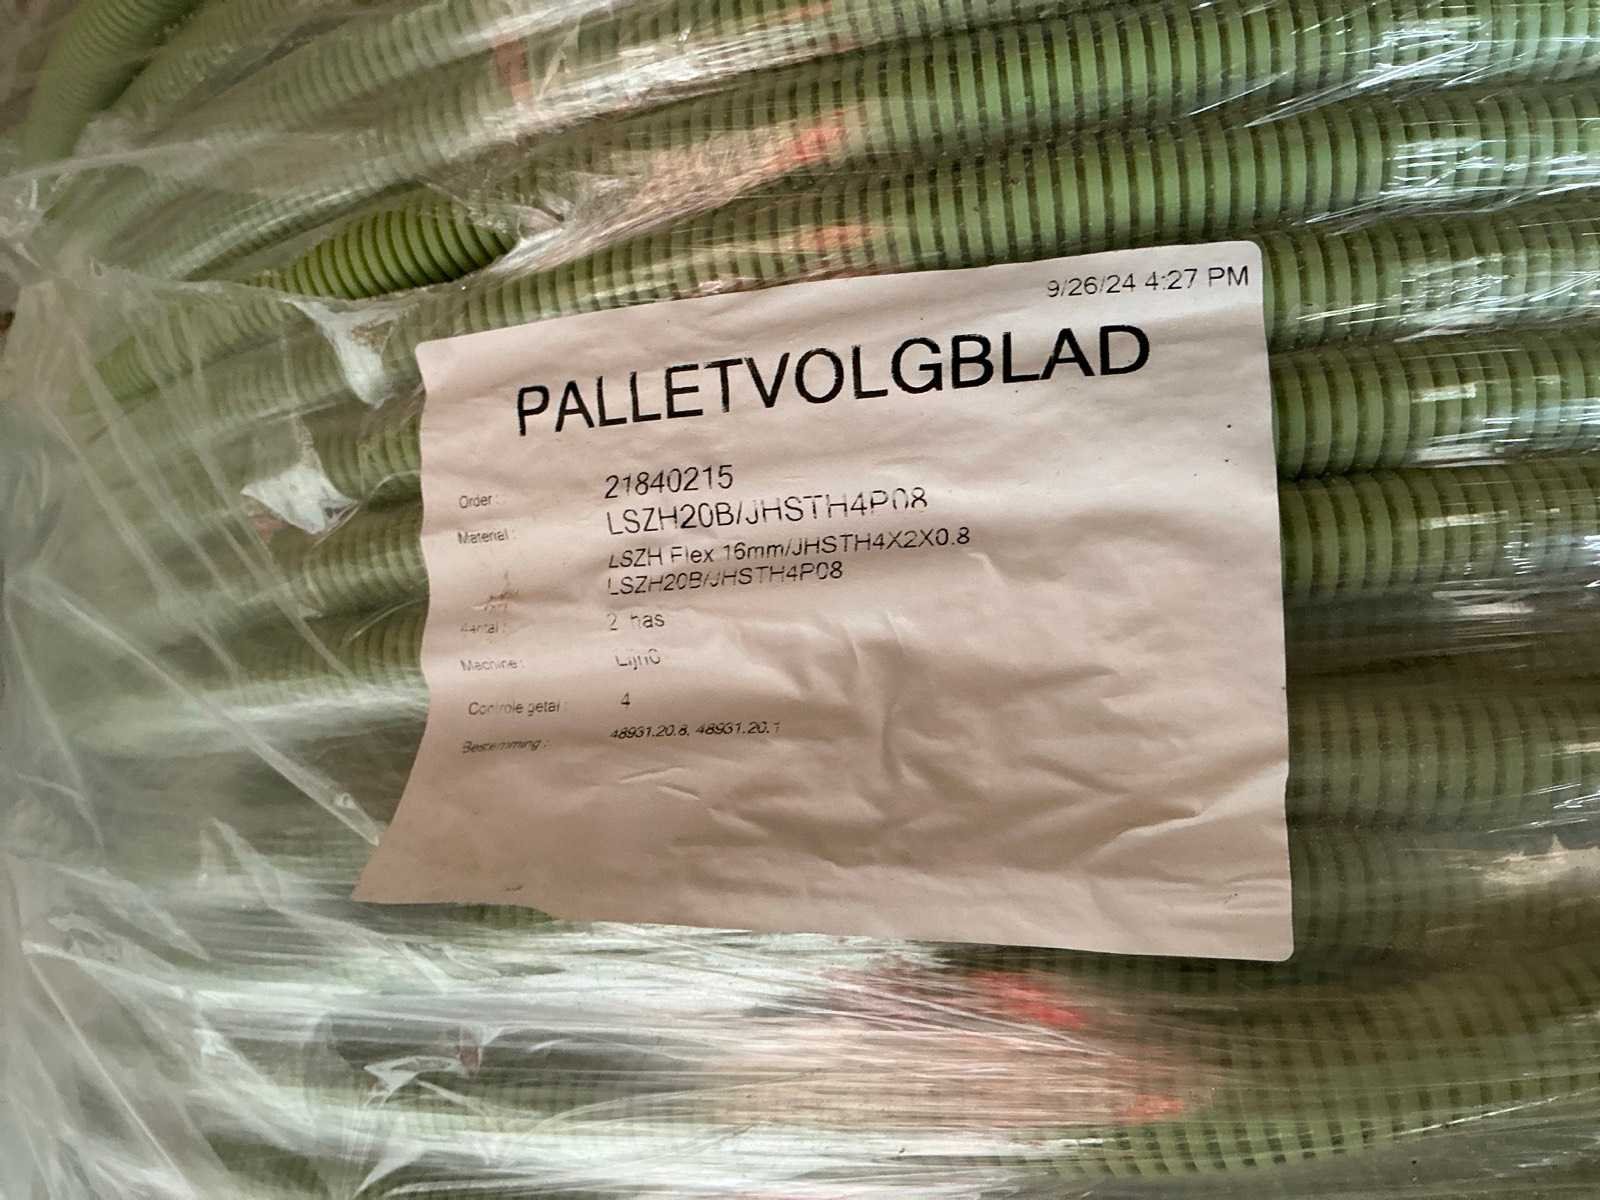 9/26/24 4:27 PM
PALLETVOLGBLAD
Order: 21840215
Material: LSZH20B/JHSTH4P08
LSZH Flex 16mm/JHSTH4X2X0.8
LSZH20B/JHSTH4P08
Aantal: 2 has
Machine:
Controle getal: 4
Bestemming: 48931.20.8, 48931.20.1